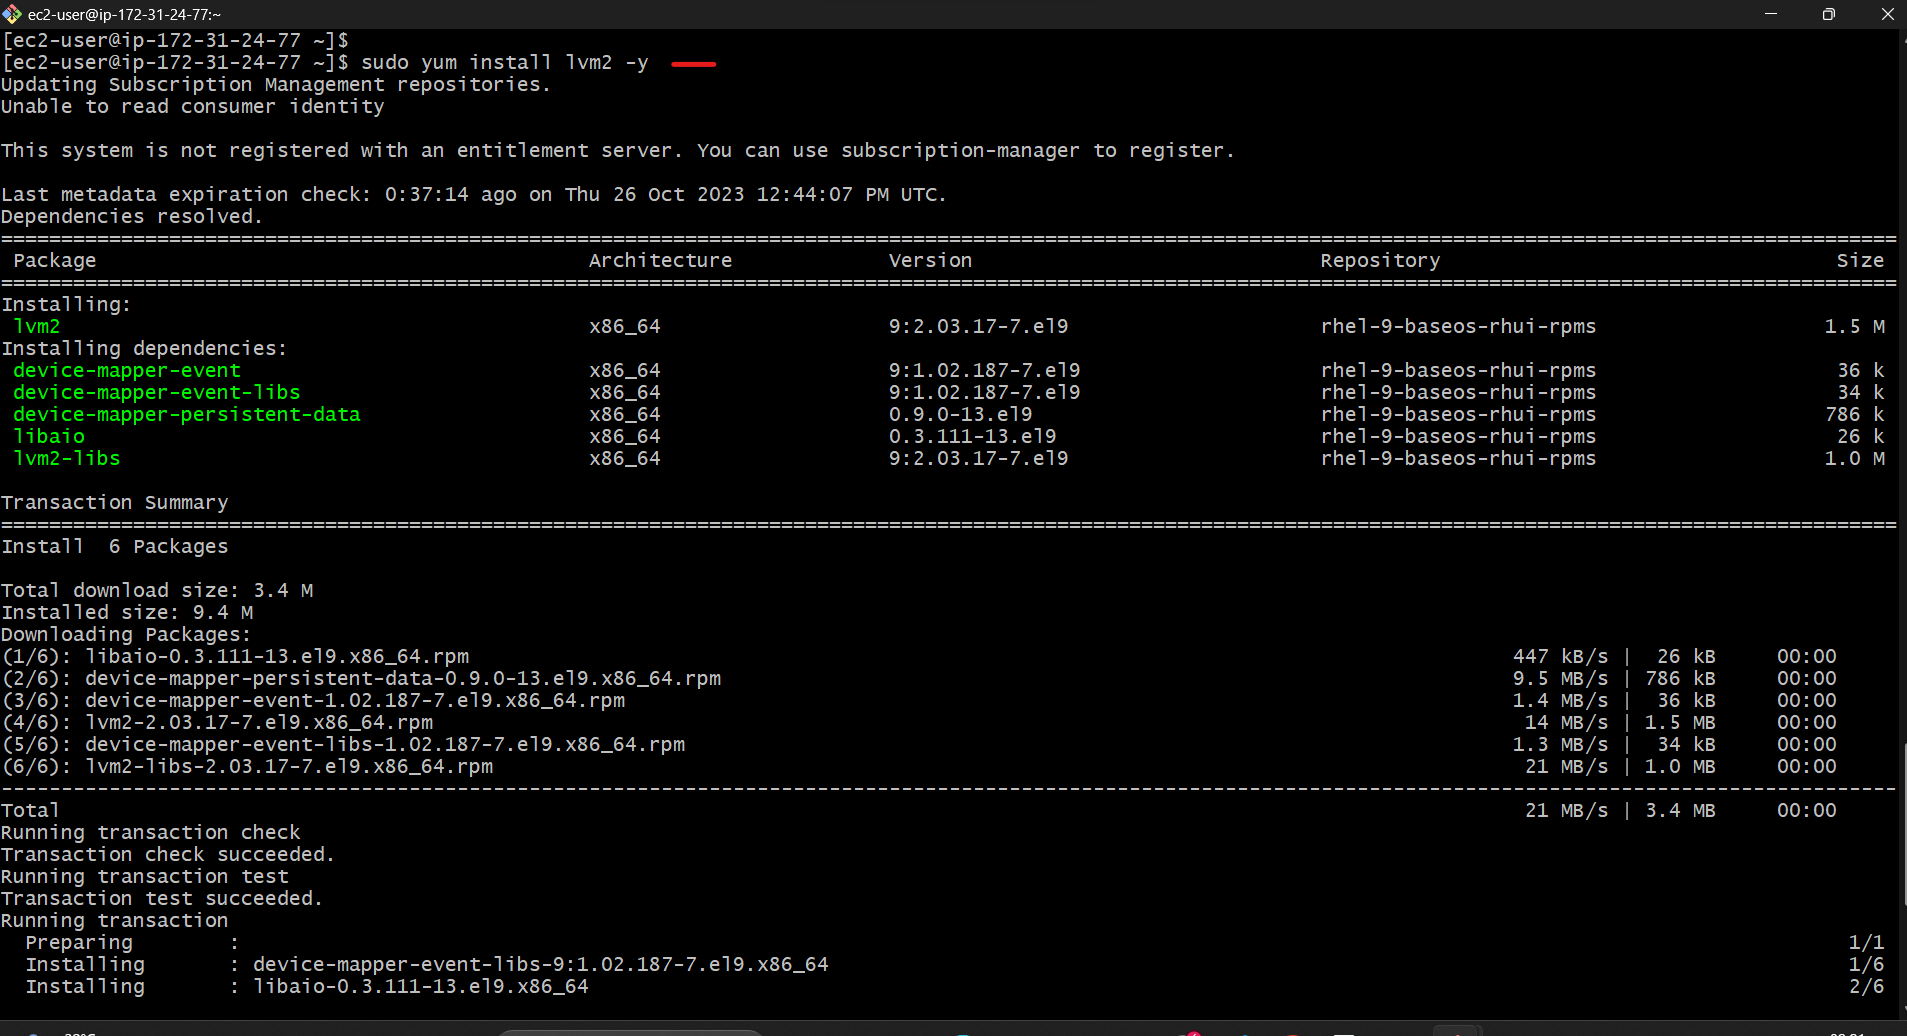 ec2-user@ip-172-31-24-77:~
[ec2-user@ip-172-31-24-77 ~]$
[ec2-user@ip-172-31-24-77 ~]$ sudo yum install lvm2 -y
Updating Subscription Management repositories.
Unable to read consumer identity
This system is not registered with an entitlement server. You can use subscription-manager to register.
Last metadata expiration check: 0:37:14 ago on Thu 26 Oct 2023 12:44:07 PM UTC.
Dependencies resolved.
================================================================================
Package Architecture Version Repository Size
================================================================================
Installing:
lvm2 x86_64 9:2.03.17-7.el9 rhel-9-baseos-rhui-rpms 1.5 M
Installing dependencies:
device-mapper-event x86_64 9:1.02.187-7.el9 rhel-9-baseos-rhui-rpms 36 k
device-mapper-event-libs x86_64 9:1.02.187-7.el9 rhel-9-baseos-rhui-rpms 34 k
device-mapper-persistent-data x86_64 0.9.0-13.el9 rhel-9-baseos-rhui-rpms 786 k
libaio x86_64 0.3.111-13.el9 rhel-9-baseos-rhui-rpms 26 k
lvm2-libs x86_64 9:2.03.17-7.el9 rhel-9-baseos-rhui-rpms 1.0 M
Transaction Summary
================================================================================
Install 6 Packages
Total download size: 3.4 M
Installed size: 9.4 M
Downloading Packages:
(1/6): libaio-0.3.111-13.el9.x86_64.rpm 447 kB/s | 26 kB 00:00
(2/6): device-mapper-persistent-data-0.9.0-13.el9.x86_64.rpm 9.5 MB/s | 786 kB 00:00
(3/6): device-mapper-event-1.02.187-7.el9.x86_64.rpm 1.4 MB/s | 36 kB 00:00
(4/6): lvm2-2.03.17-7.el9.x86_64.rpm 14 MB/s | 1.5 MB 00:00
(5/6): device-mapper-event-libs-1.02.187-7.el9.x86_64.rpm 1.3 MB/s | 34 kB 00:00
(6/6): lvm2-libs-2.03.17-7.el9.x86_64.rpm 21 MB/s | 1.0 MB 00:00
--------------------------------------------------------------------------------
Total 21 MB/s | 3.4 MB 00:00
Running transaction check
Transaction check succeeded.
Running transaction test
Transaction test succeeded.
Running transaction
Preparing : 1/1
Installing : device-mapper-event-libs-9:1.02.187-7.el9.x86_64 1/6
Installing : libaio-0.3.111-13.el9.x86_64 2/6